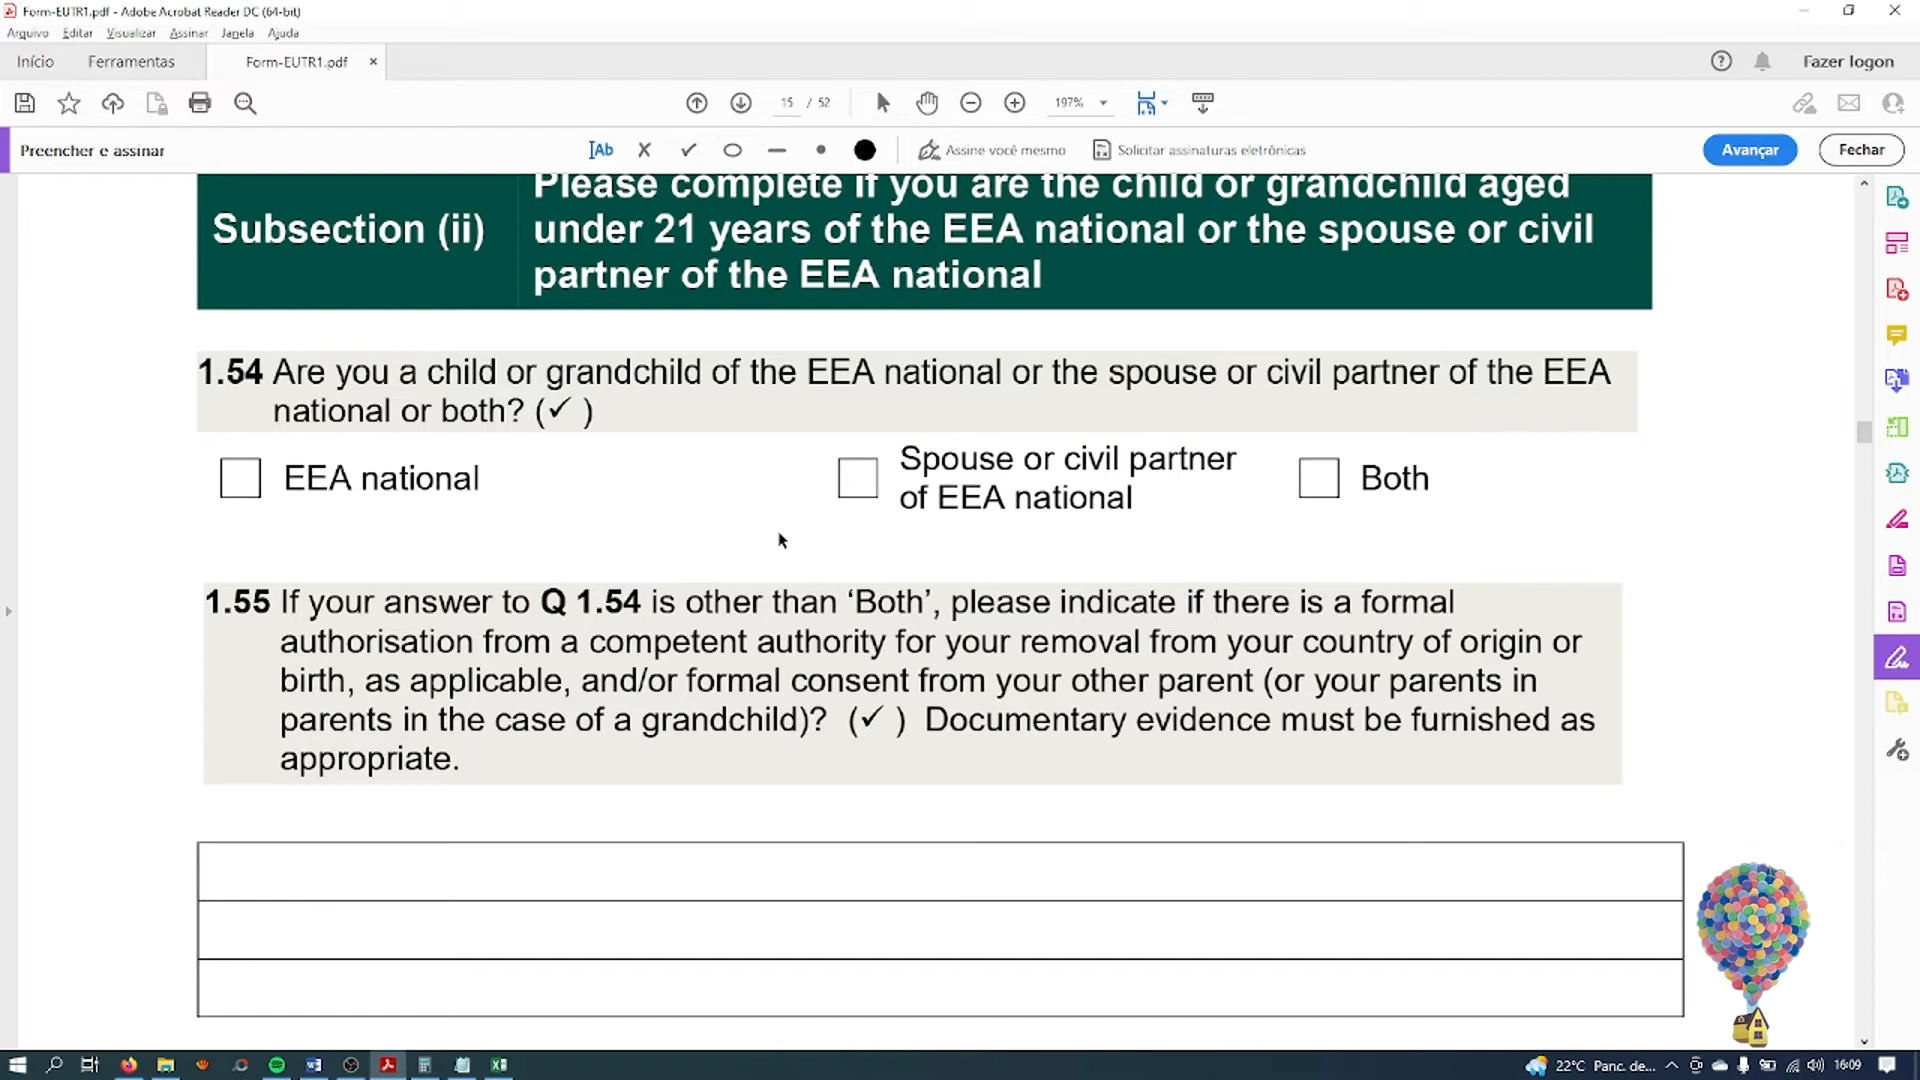 Form-EUTR1.pdf - Adobe Acrobat Reader DC (64-bit)
Arquivo Editar Visualizar Assinar Janela Ajuda
Início Ferramentas Form-EUTR1.pdf × Fazer logon
15 / 52 197%
Preencher e assinar IAb Assine você mesmo Solicitar assinaturas eletrônicas Avançar Fechar
Subsection (ii)
Please complete if you are the child or grandchild aged
under 21 years of the EEA national or the spouse or civil
partner of the EEA national
1.54 Are you a child or grandchild of the EEA national or the spouse or civil partner of the EEA
national or both? (✓ )
EEA national
Spouse or civil partner
of EEA national
Both
1.55 If your answer to Q 1.54 is other than ‘Both’, please indicate if there is a formal
authorisation from a competent authority for your removal from your country of origin or
birth, as applicable, and/or formal consent from your other parent (or your parents in
parents in the case of a grandchild)? (✓ ) Documentary evidence must be furnished as
appropriate.
22°C Panc. de... 16:09